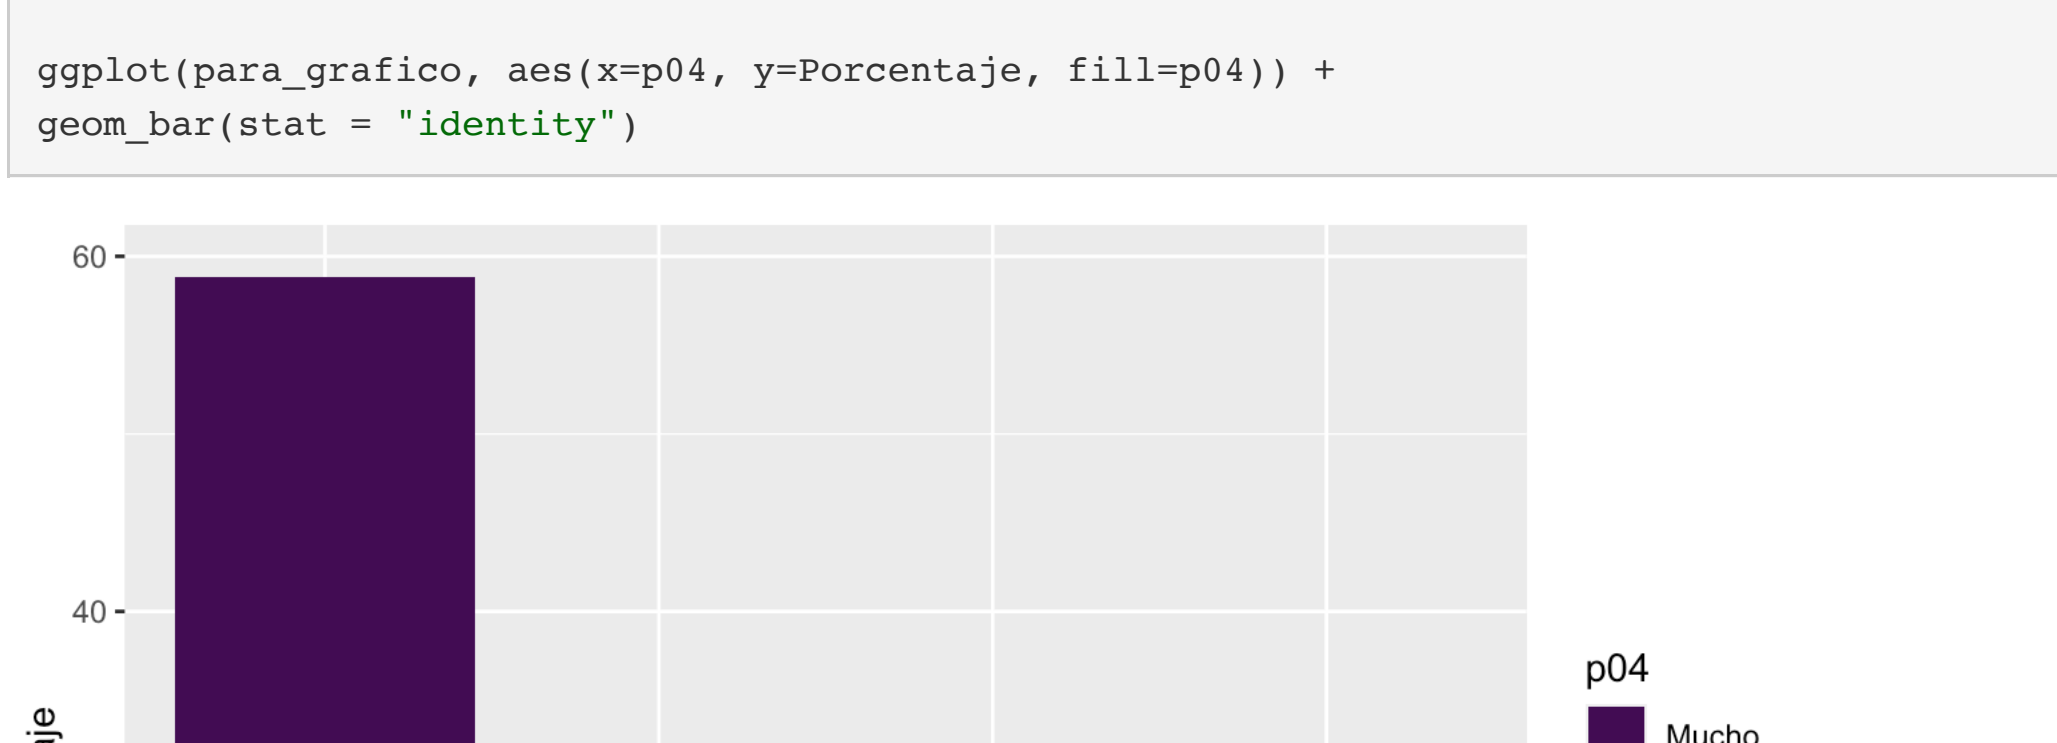 ggplot(para_grafico, aes(x=p04, y=Porcentaje, fill=p04)) +
geom_bar(stat = "identity")
60
40
p04
Mucho